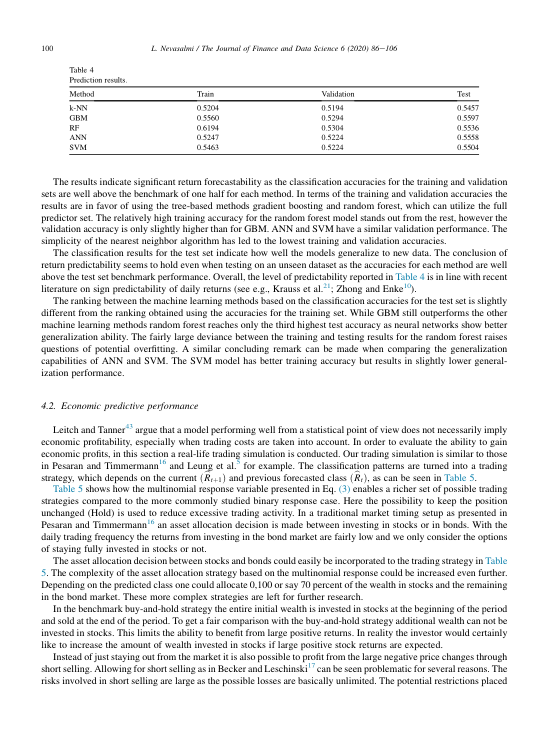 100
L. Nevasalmi / The Journal of Finance and Data Science 6 (2020) 86–106
Table 4
Prediction results.
Method Train Validation Test
k-NN 0.5204 0.5194 0.5457
GBM 0.5560 0.5294 0.5597
RF 0.6194 0.5304 0.5536
ANN 0.5247 0.5224 0.5558
SVM 0.5463 0.5224 0.5504
The results indicate significant return forecastability as the classification accuracies for the training and validation
sets are well above the benchmark of one half for each method. In terms of the training and validation accuracies the
results are in favor of using the tree-based methods gradient boosting and random forest, which can utilize the full
predictor set. The relatively high training accuracy for the random forest model stands out from the rest, however the
validation accuracy is only slightly higher than for GBM. ANN and SVM have a similar validation performance. The
simplicity of the nearest neighbor algorithm has led to the lowest training and validation accuracies.
The classification results for the test set indicate how well the models generalize to new data. The conclusion of
return predictability seems to hold even when testing on an unseen dataset as the accuracies for each method are well
above the test set benchmark performance. Overall, the level of predictability reported in Table 4 is in line with recent
literature on sign predictability of daily returns (see e.g., Krauss et al.21; Zhong and Enke10).
The ranking between the machine learning methods based on the classification accuracies for the test set is slightly
different from the ranking obtained using the accuracies for the training set. While GBM still outperforms the other
machine learning methods random forest reaches only the third highest test accuracy as neural networks show better
generalization ability. The fairly large deviance between the training and testing results for the random forest raises
questions of potential overfitting. A similar concluding remark can be made when comparing the generalization
capabilities of ANN and SVM. The SVM model has better training accuracy but results in slightly lower general-
ization performance.
4.2. Economic predictive performance
Leitch and Tanner43 argue that a model performing well from a statistical point of view does not necessarily imply
economic profitability, especially when trading costs are taken into account. In order to evaluate the ability to gain
economic profits, in this section a real-life trading simulation is conducted. Our trading simulation is similar to those
in Pesaran and Timmermann16 and Leung et al.5 for example. The classification patterns are turned into a trading
strategy, which depends on the current (R̂t+1) and previous forecasted class (R̂t), as can be seen in Table 5.
Table 5 shows how the multinomial response variable presented in Eq. (3) enables a richer set of possible trading
strategies compared to the more commonly studied binary response case. Here the possibility to keep the position
unchanged (Hold) is used to reduce excessive trading activity. In a traditional market timing setup as presented in
Pesaran and Timmermann16 an asset allocation decision is made between investing in stocks or in bonds. With the
daily trading frequency the returns from investing in the bond market are fairly low and we only consider the options
of staying fully invested in stocks or not.
The asset allocation decision between stocks and bonds could easily be incorporated to the trading strategy in Table
5. The complexity of the asset allocation strategy based on the multinomial response could be increased even further.
Depending on the predicted class one could allocate 0,100 or say 70 percent of the wealth in stocks and the remaining
in the bond market. These more complex strategies are left for further research.
In the benchmark buy-and-hold strategy the entire initial wealth is invested in stocks at the beginning of the period
and sold at the end of the period. To get a fair comparison with the buy-and-hold strategy additional wealth can not be
invested in stocks. This limits the ability to benefit from large positive returns. In reality the investor would certainly
like to increase the amount of wealth invested in stocks if large positive stock returns are expected.
Instead of just staying out from the market it is also possible to profit from the large negative price changes through
short selling. Allowing for short selling as in Becker and Leschinski17 can be seen problematic for several reasons. The
risks involved in short selling are large as the possible losses are basically unlimited. The potential restrictions placed